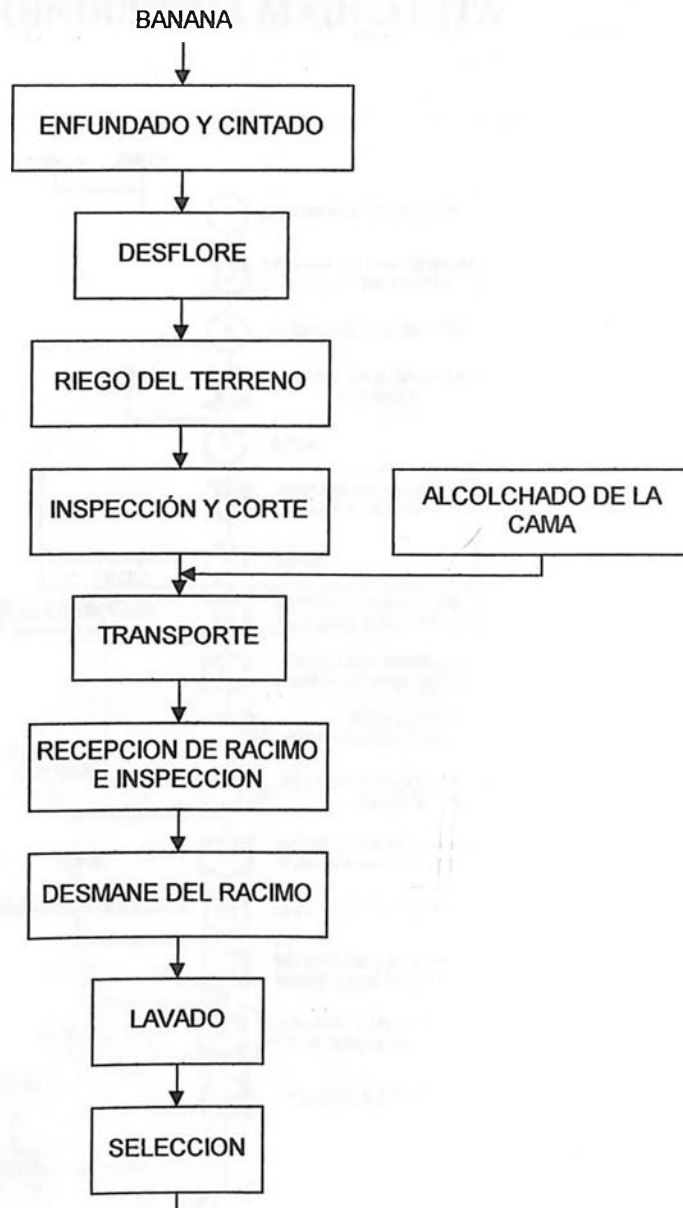 BANANA
ENFUNDADO Y CINTADO
DESFLORE
RIEGO DEL TERRENO
INSPECCIÓN Y CORTE
ALCOLCHADO DE LA
CAMA
TRANSPORTE
RECEPCION DE RACIMO
E INSPECCION
DESMANE DEL RACIMO
LAVADO
SELECCION